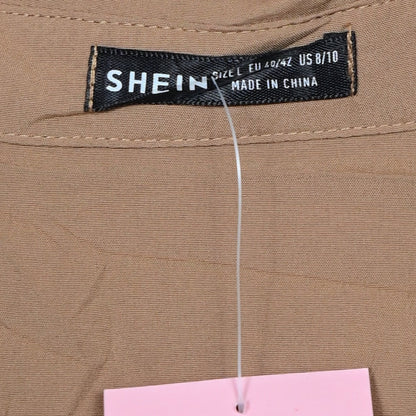 SHEIN
SIZE L EU 40/42 US 8/10
MADE IN CHINA